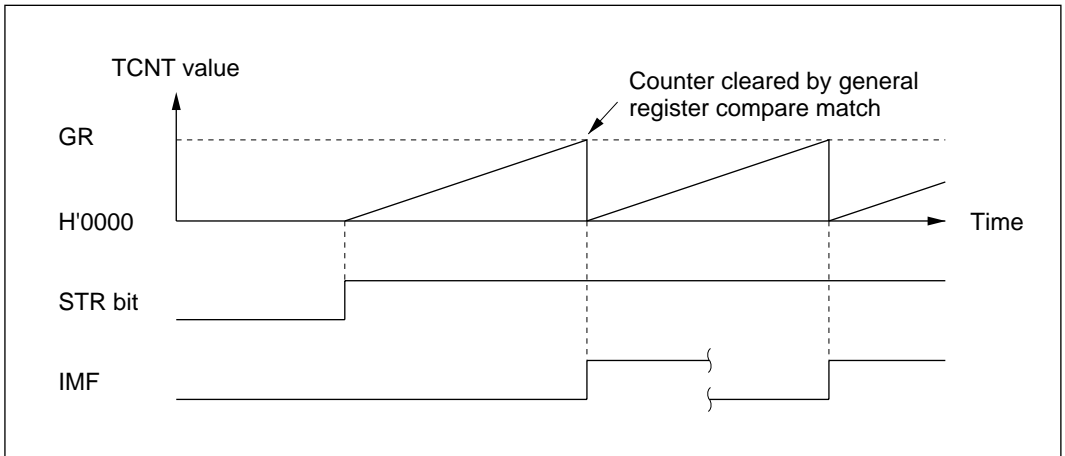 TCNT value
Counter cleared by general
register compare match
GR
H'0000
Time
STR bit
IMF